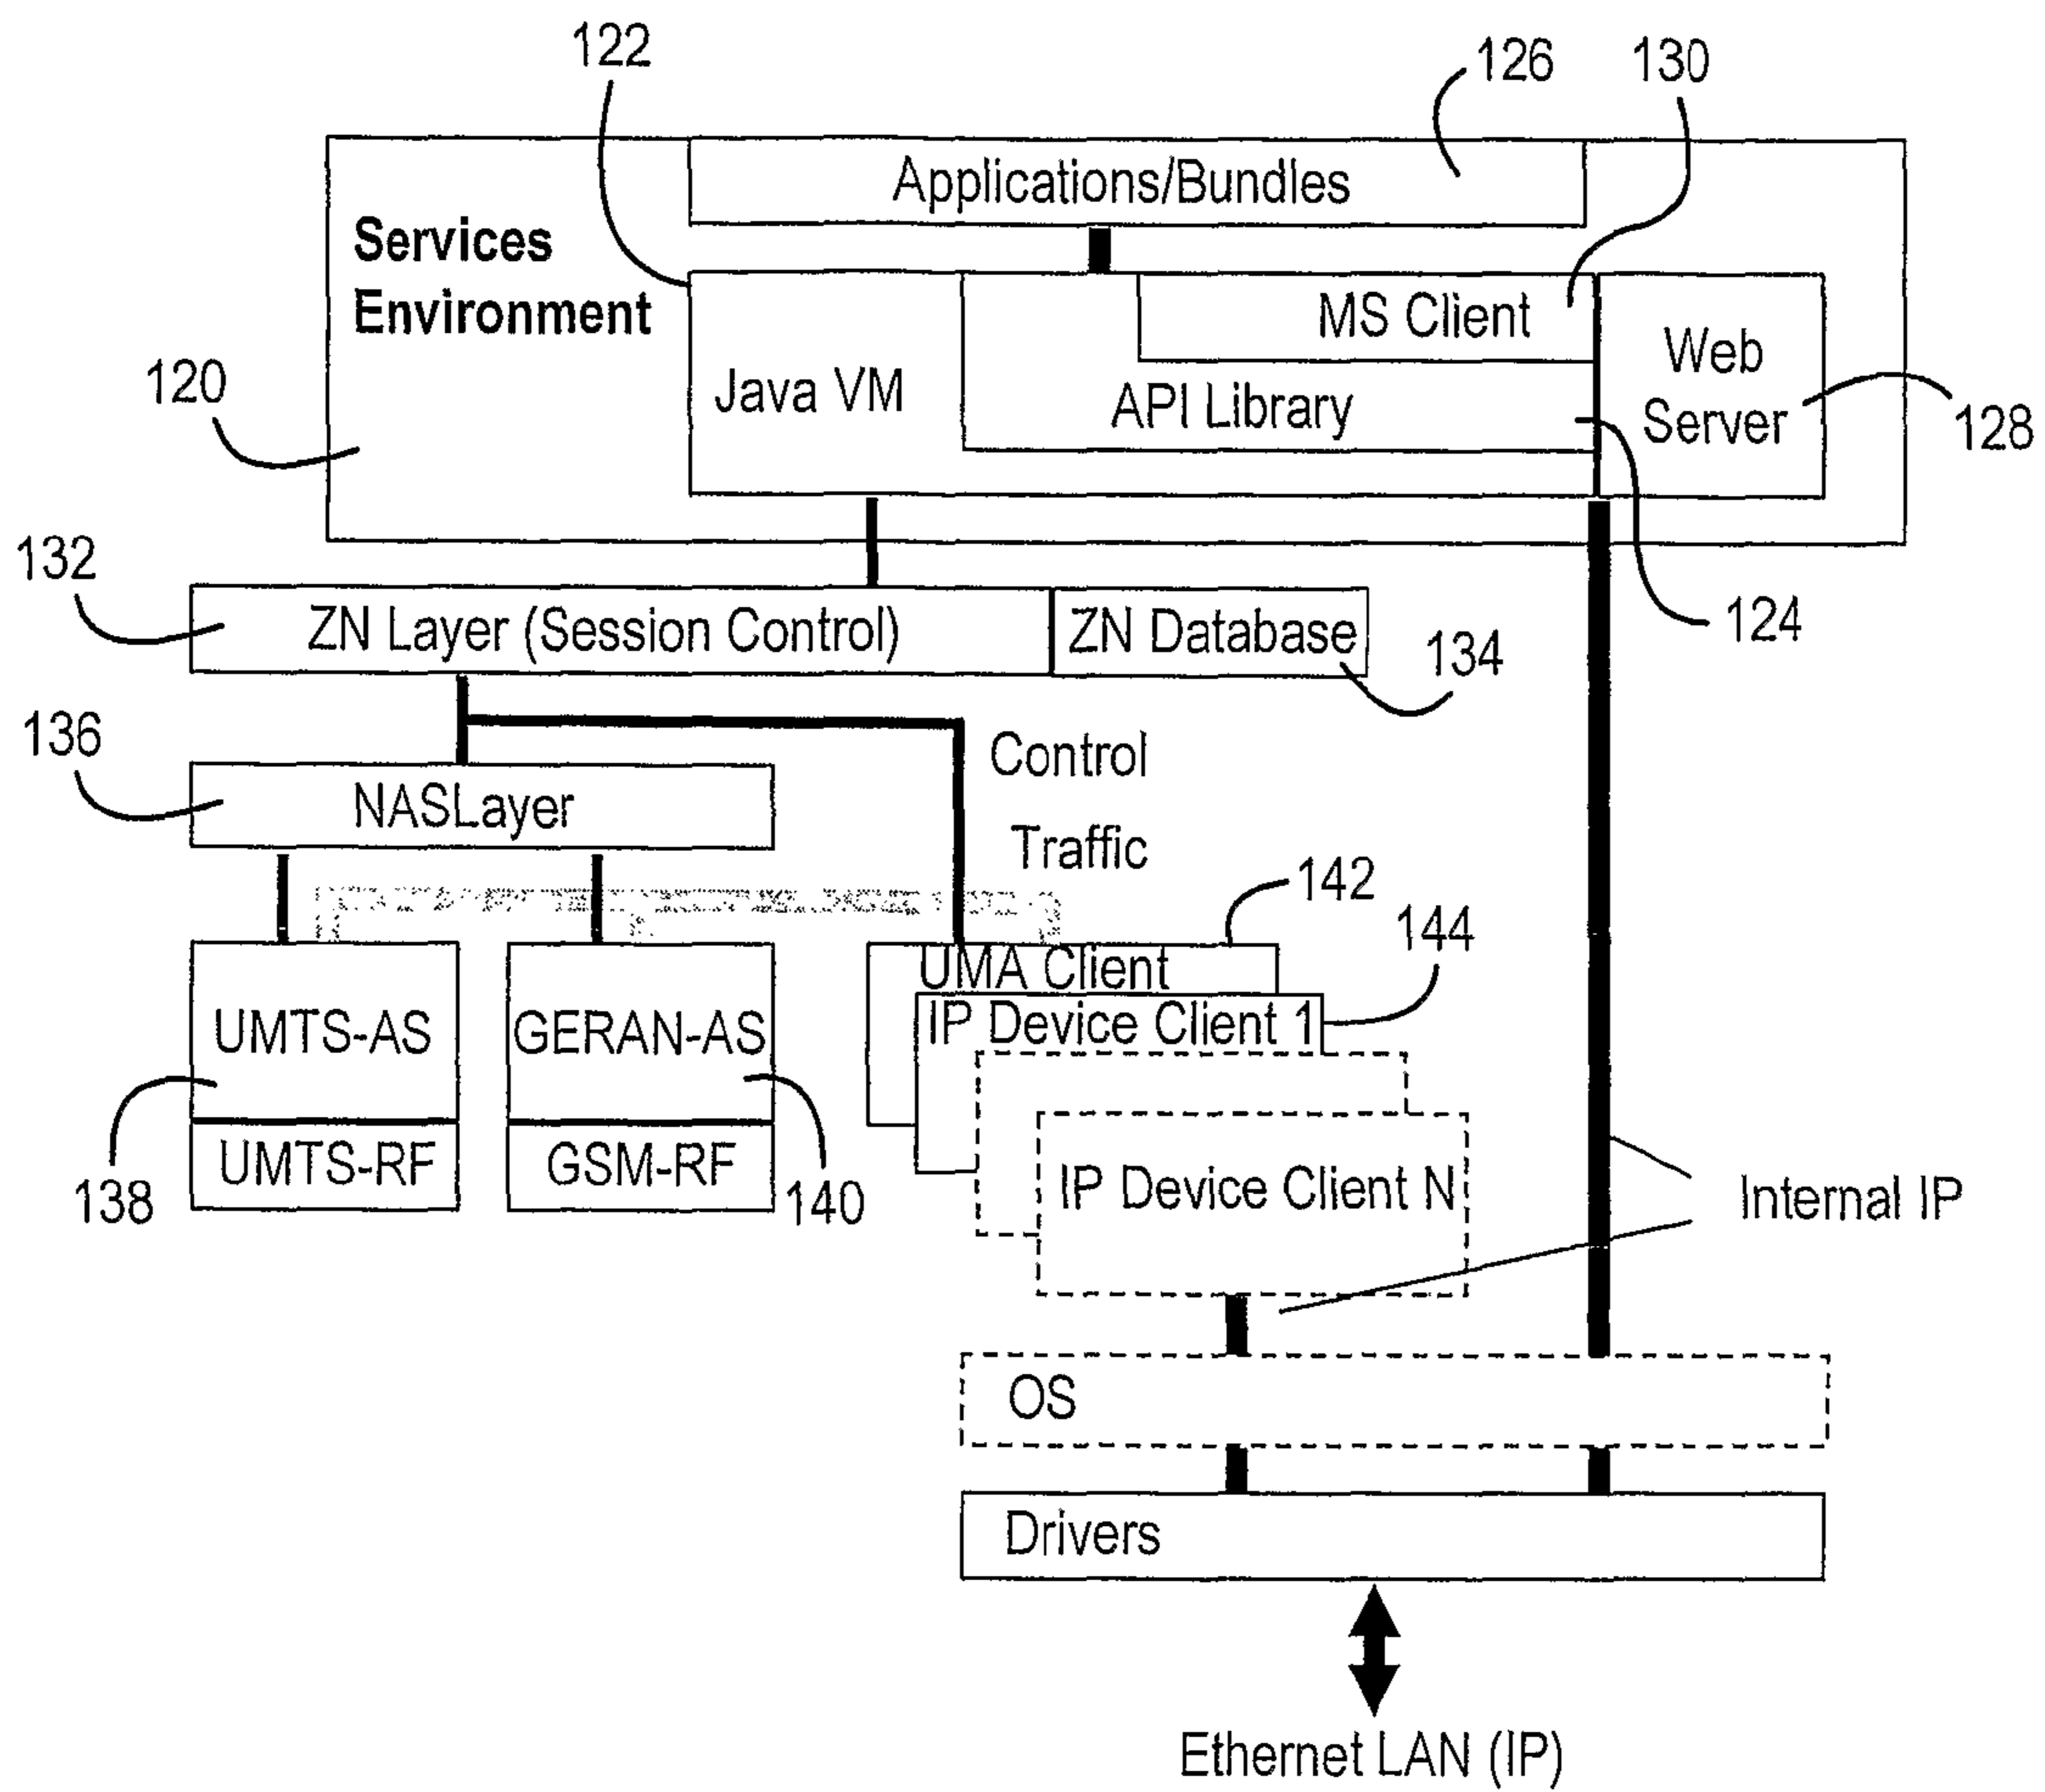 122
126
130
Applications/Bundles
Services
Environment
MS Client
Web
Server
Java VM
API Library
120
128
132
ZN Layer (Session Control)
ZN Database
124
134
136
Control
NASLayer
Traffic
142
144
UMA Client
UMTS-AS
GERAN-AS
IP Device Client 1
UMTS-RF
GSM-RF
138
140
IP Device Client N
Internal IP
OS
Drivers
Ethernet LAN (IP)